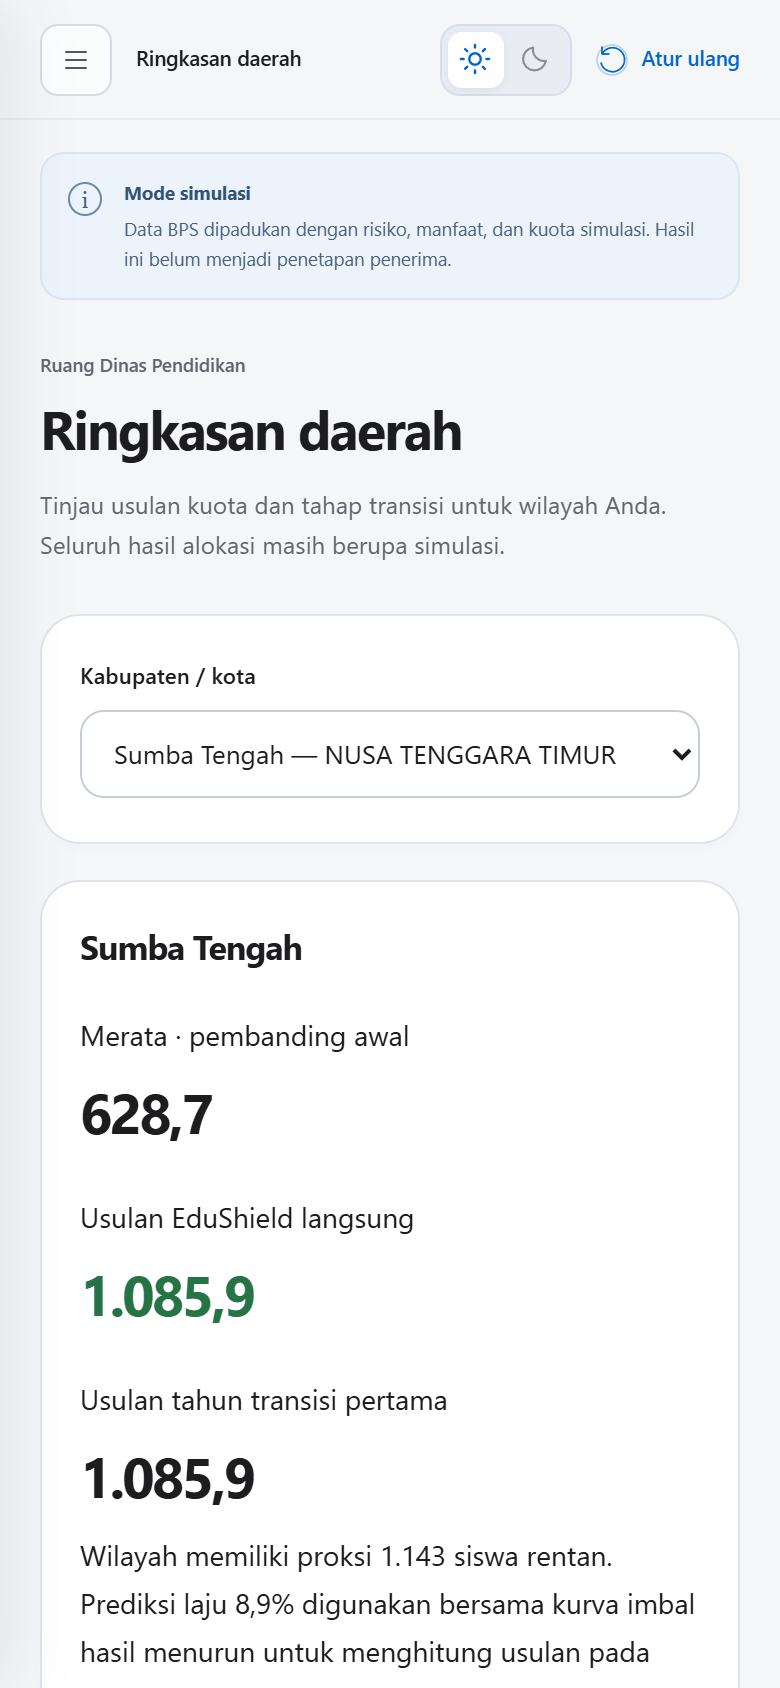 Ringkasan daerah
Atur ulang
Mode simulasi
Data BPS dipadukan dengan risiko, manfaat, dan kuota simulasi. Hasil
ini belum menjadi penetapan penerima.
Ruang Dinas Pendidikan
Ringkasan daerah
Tinjau usulan kuota dan tahap transisi untuk wilayah Anda.
Seluruh hasil alokasi masih berupa simulasi.
Kabupaten / kota
Sumba Tengah — NUSA TENGGARA TIMUR
Sumba Tengah
Merata · pembanding awal
628,7
Usulan EduShield langsung
1.085,9
Usulan tahun transisi pertama
1.085,9
Wilayah memiliki proksi 1.143 siswa rentan.
Prediksi laju 8,9% digunakan bersama kurva imbal
hasil menurun untuk menghitung usulan pada